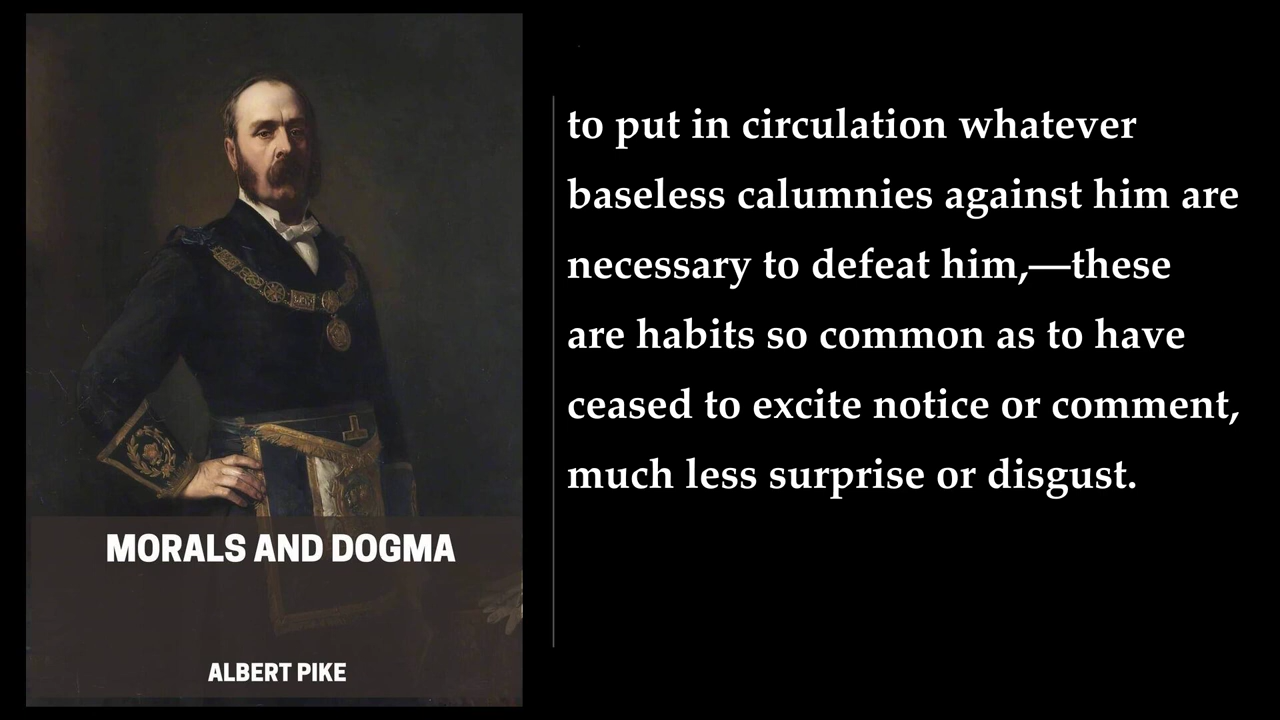 MORALS AND DOGMA
ALBERT PIKE
to put in circulation whatever
baseless calumnies against him are
necessary to defeat him,—these
are habits so common as to have
ceased to excite notice or comment,
much less surprise or disgust.